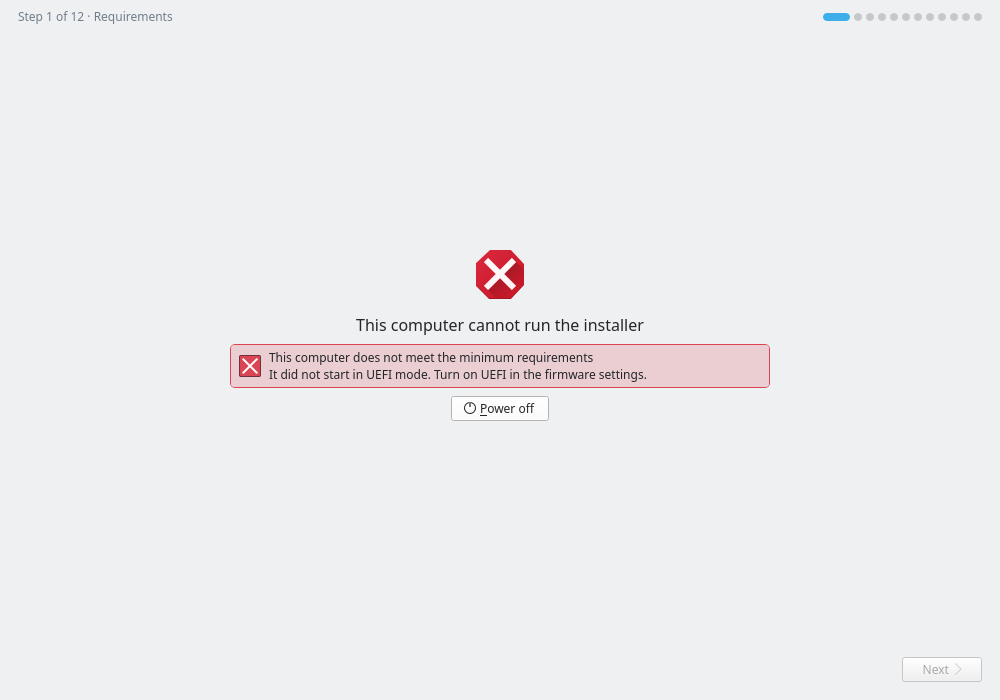 Step 1 of 12 · Requirements
This computer cannot run the installer
This computer does not meet the minimum requirements
It did not start in UEFI mode. Turn on UEFI in the firmware settings.
Power off
Next